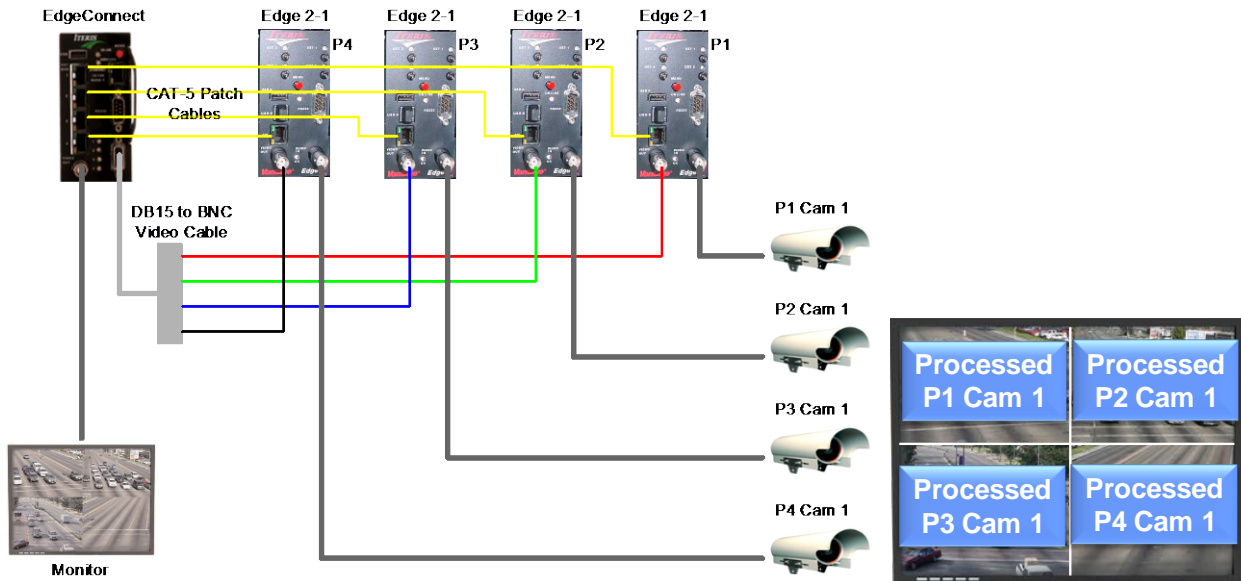 EdgeConnect
Edge 2-1
Edge 2-1
Edge 2-1
Edge 2-1
P4
P3
P2
P1
ITERIS
CAT-5 Patch
Cables
DB15 to BNC
Video Cable
P1 Cam 1
P2 Cam 1
P3 Cam 1
P4 Cam 1
Processed
P1 Cam 1
Processed
P2 Cam 1
Processed
P3 Cam 1
Processed
P4 Cam 1
Monitor